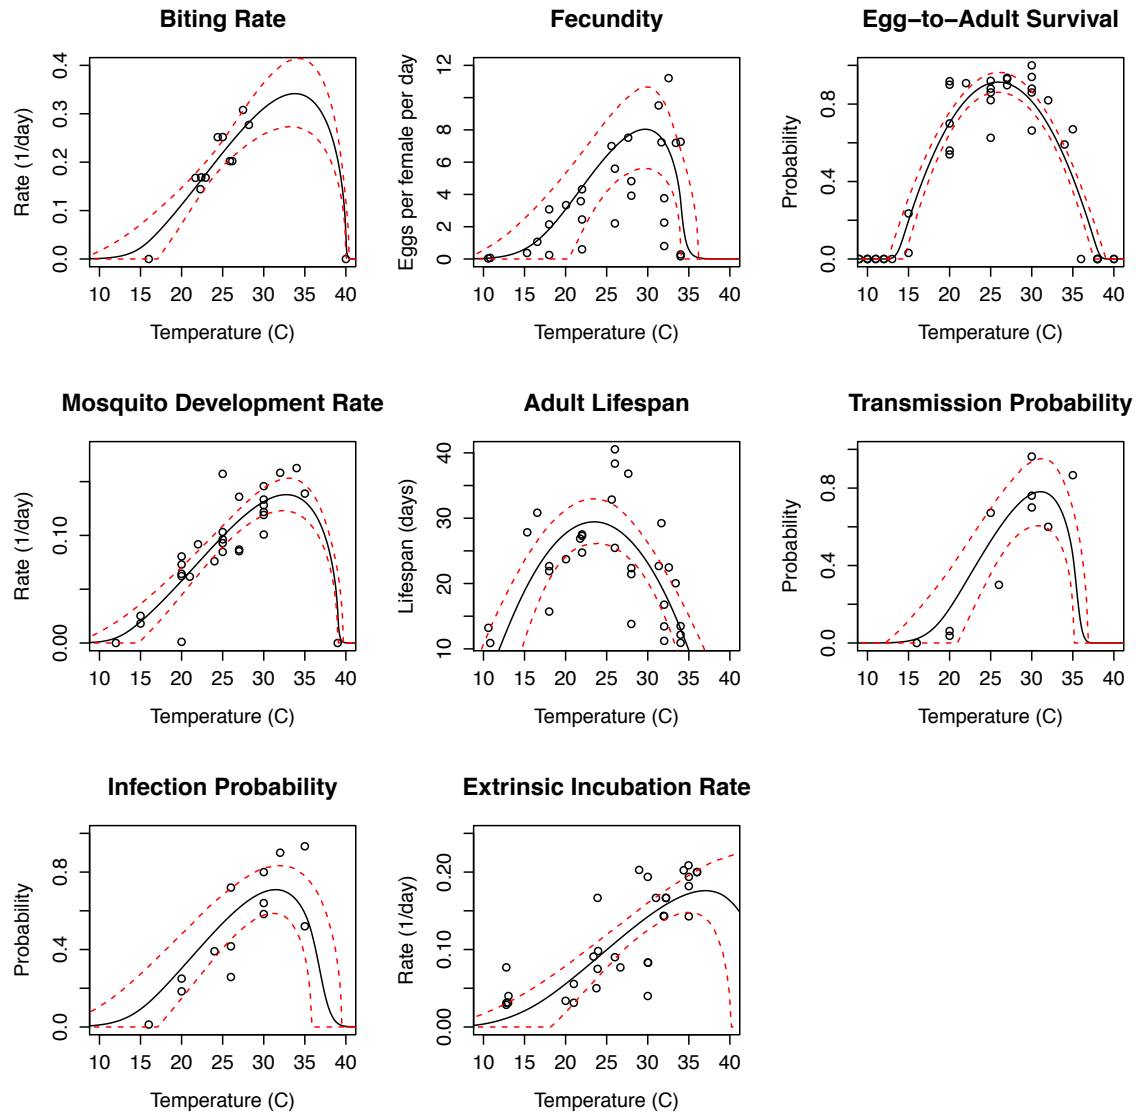 Biting Rate
Rate (1/day)
0.0 0.1 0.2 0.3 0.4
10 15 20 25 30 35 40
Temperature (C)
Fecundity
Eggs per female per day
0 2 4 6 8 12
10 15 20 25 30 35 40
Temperature (C)
Egg−to−Adult Survival
Probability
0.0 0.4 0.8
10 15 20 25 30 35 40
Temperature (C)
Mosquito Development Rate
Rate (1/day)
0.00 0.10
10 15 20 25 30 35 40
Temperature (C)
Adult Lifespan
Lifespan (days)
10 20 30 40
10 15 20 25 30 35 40
Temperature (C)
Transmission Probability
Probability
0.0 0.4 0.8
10 15 20 25 30 35 40
Temperature (C)
Infection Probability
Probability
0.0 0.4 0.8
10 15 20 25 30 35 40
Temperature (C)
Extrinsic Incubation Rate
Rate (1/day)
0.00 0.10 0.20
10 15 20 25 30 35 40
Temperature (C)